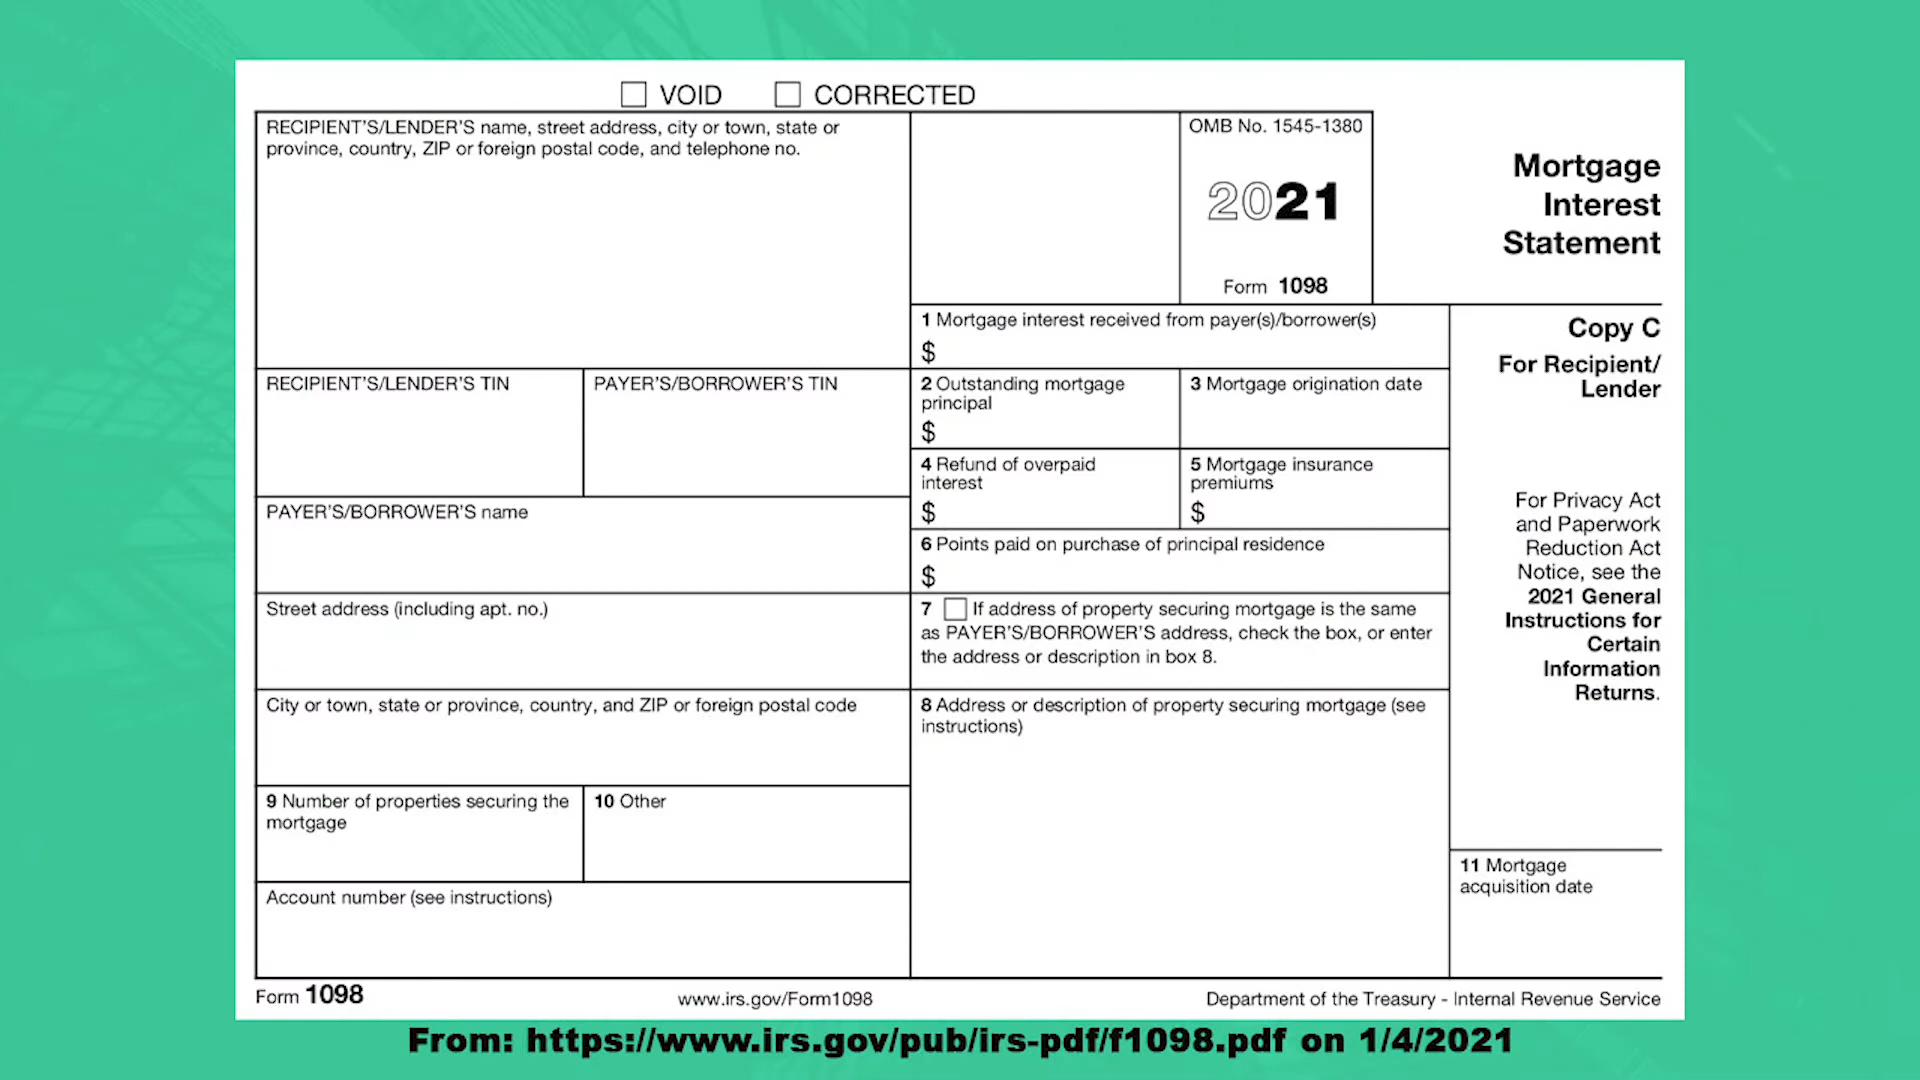 VOID CORRECTED
RECIPIENT'S/LENDER'S name, street address, city or town, state or
province, country, ZIP or foreign postal code, and telephone no.
OMB No. 1545-1380
2021
Form 1098
Mortgage
Interest
Statement
1 Mortgage interest received from payer(s)/borrower(s)
$
Copy C
For Recipient/
Lender
RECIPIENT'S/LENDER'S TIN
PAYER'S/BORROWER'S TIN
2 Outstanding mortgage
principal
$
3 Mortgage origination date
4 Refund of overpaid
interest
$
5 Mortgage insurance
premiums
$
For Privacy Act
and Paperwork
Reduction Act
Notice, see the
2021 General
Instructions for
Certain
Information
Returns.
PAYER'S/BORROWER'S name
6 Points paid on purchase of principal residence
$
Street address (including apt. no.)
7 If address of property securing mortgage is the same
as PAYER'S/BORROWER'S address, check the box, or enter
the address or description in box 8.
City or town, state or province, country, and ZIP or foreign postal code
8 Address or description of property securing mortgage (see
instructions)
9 Number of properties securing the
mortgage
10 Other
11 Mortgage
acquisition date
Account number (see instructions)
Form 1098
www.irs.gov/Form1098
Department of the Treasury - Internal Revenue Service
From: https://www.irs.gov/pub/irs-pdf/f1098.pdf on 1/4/2021